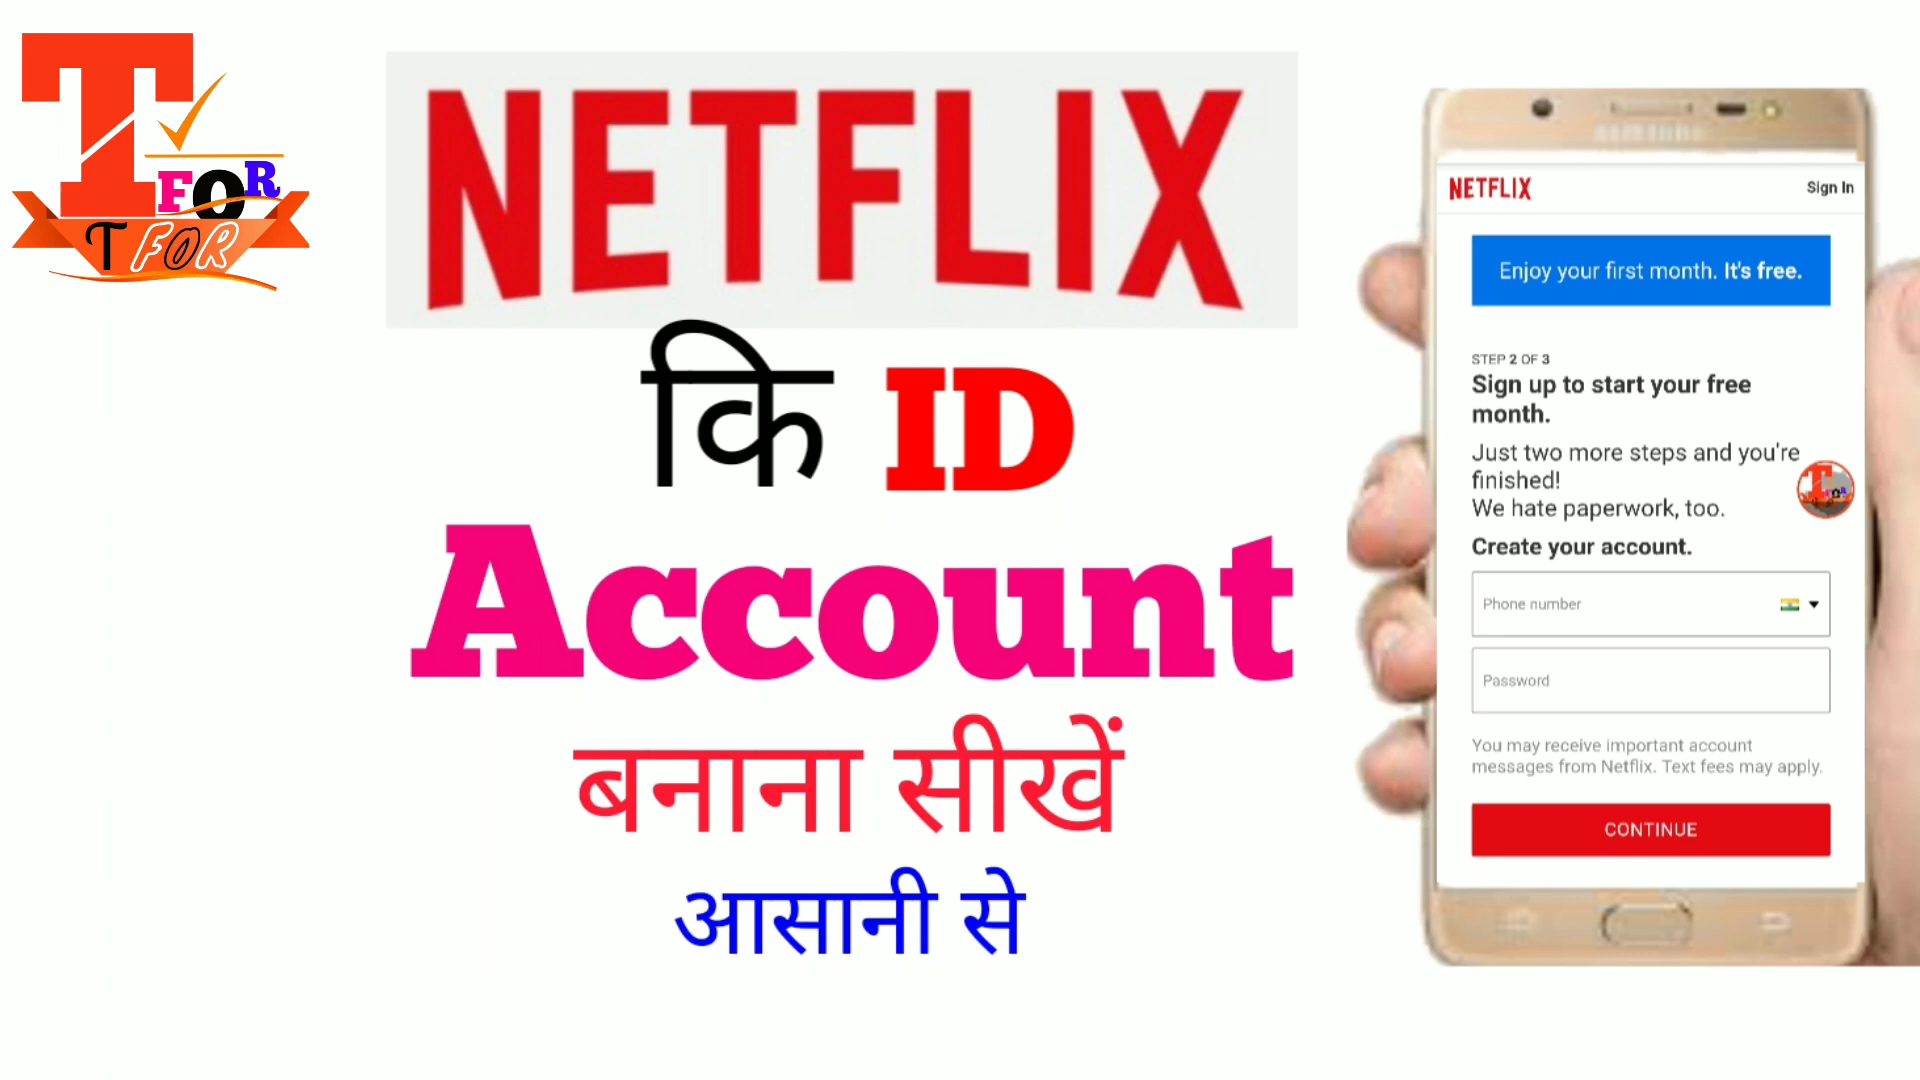 T FOR
T FOR
NETFLIX
कि ID
Account
बनाना सीखें
आसानी से
NETFLIX
Sign In
Enjoy your first month. It's free.
STEP 2 OF 3
Sign up to start your free
month.
Just two more steps and you're
finished!
We hate paperwork, too.
Create your account.
Phone number
Password
You may receive important account
messages from Netflix. Text fees may apply.
CONTINUE